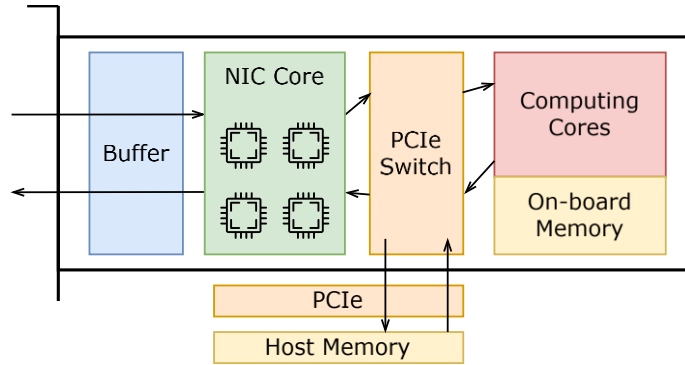 Buffer
NIC Core
PCIe
Switch
Computing
Cores
On-board
Memory
PCIe
Host Memory